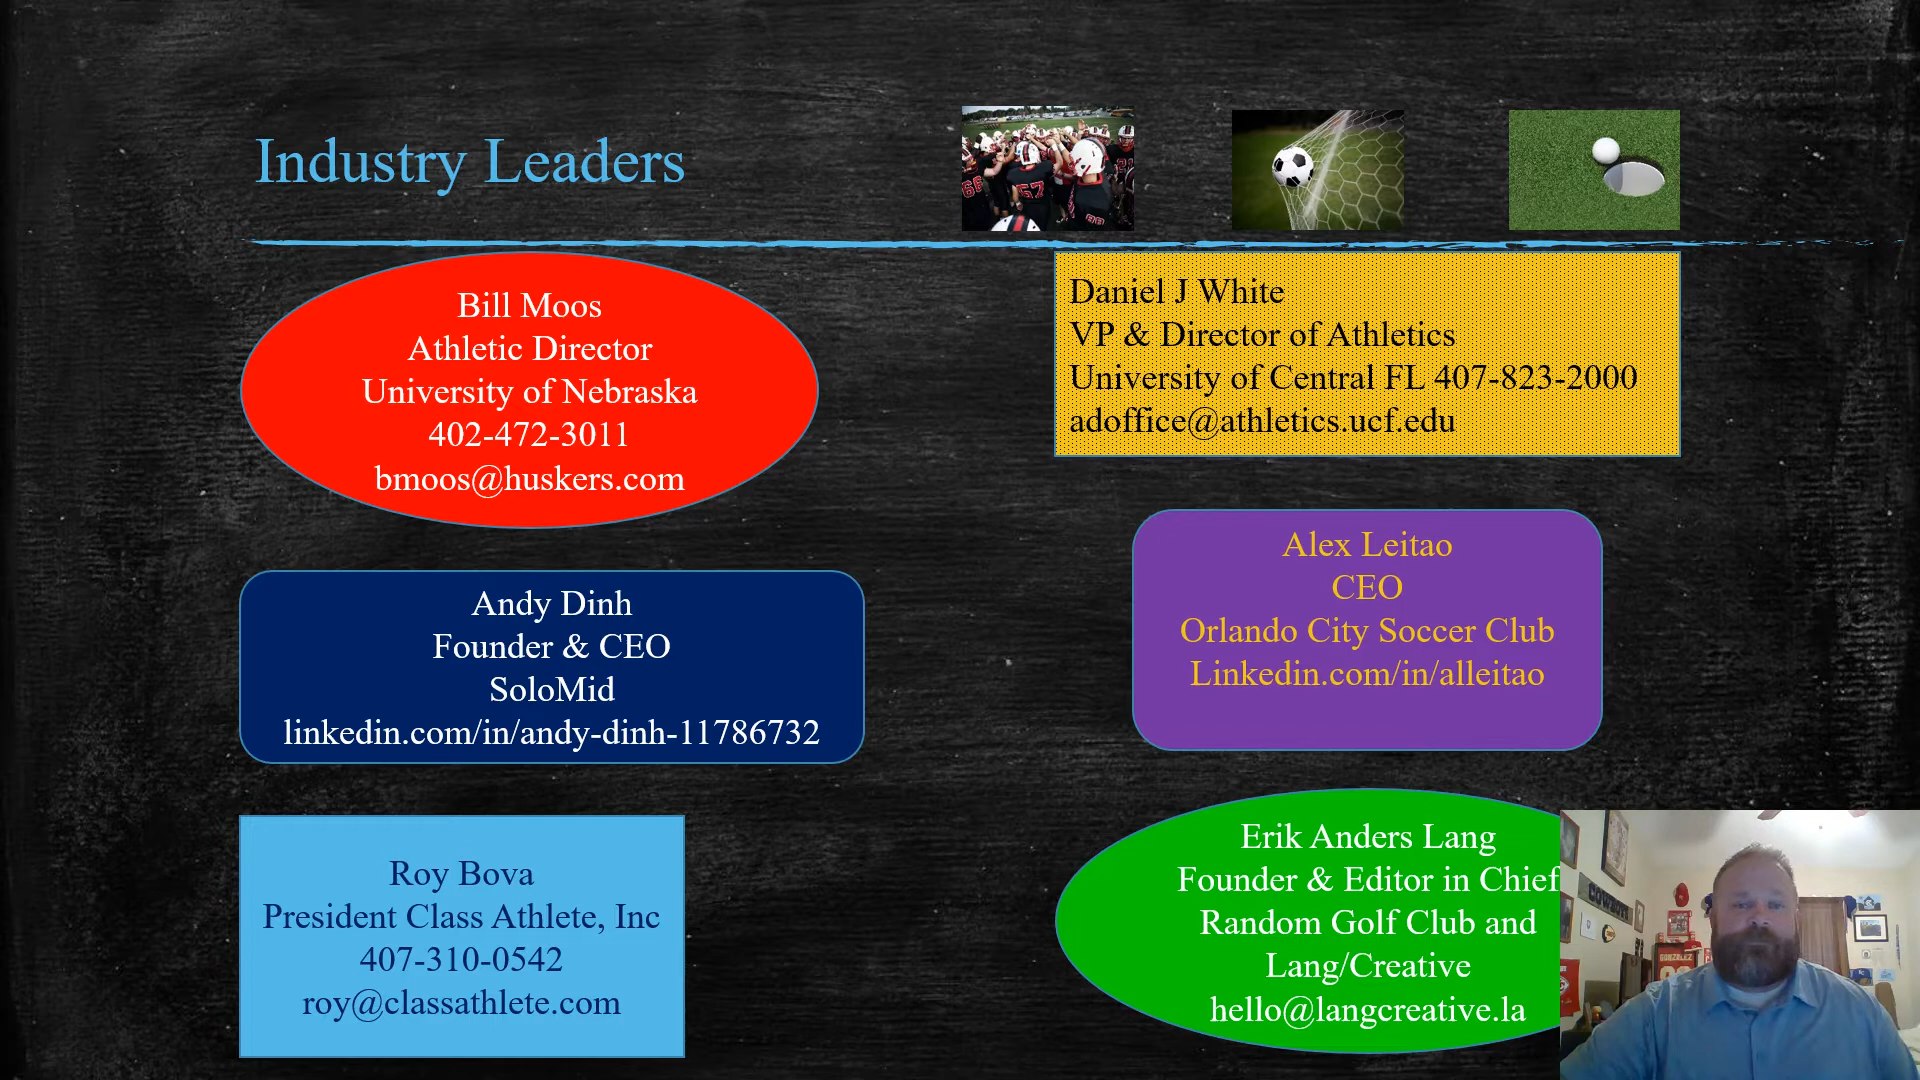 Industry Leaders
Bill Moos
Athletic Director
University of Nebraska
402-472-3011
bmoos@huskers.com
Daniel J White
VP & Director of Athletics
University of Central FL 407-823-2000
adoffice@athletics.ucf.edu
Andy Dinh
Founder & CEO
SoloMid
linkedin.com/in/andy-dinh-11786732
Alex Leitao
CEO
Orlando City Soccer Club
Linkedin.com/in/alleitao
Roy Bova
President Class Athlete, Inc
407-310-0542
roy@classathlete.com
Erik Anders Lang
Founder & Editor in Chief
Random Golf Club and
Lang/Creative
hello@langcreative.la